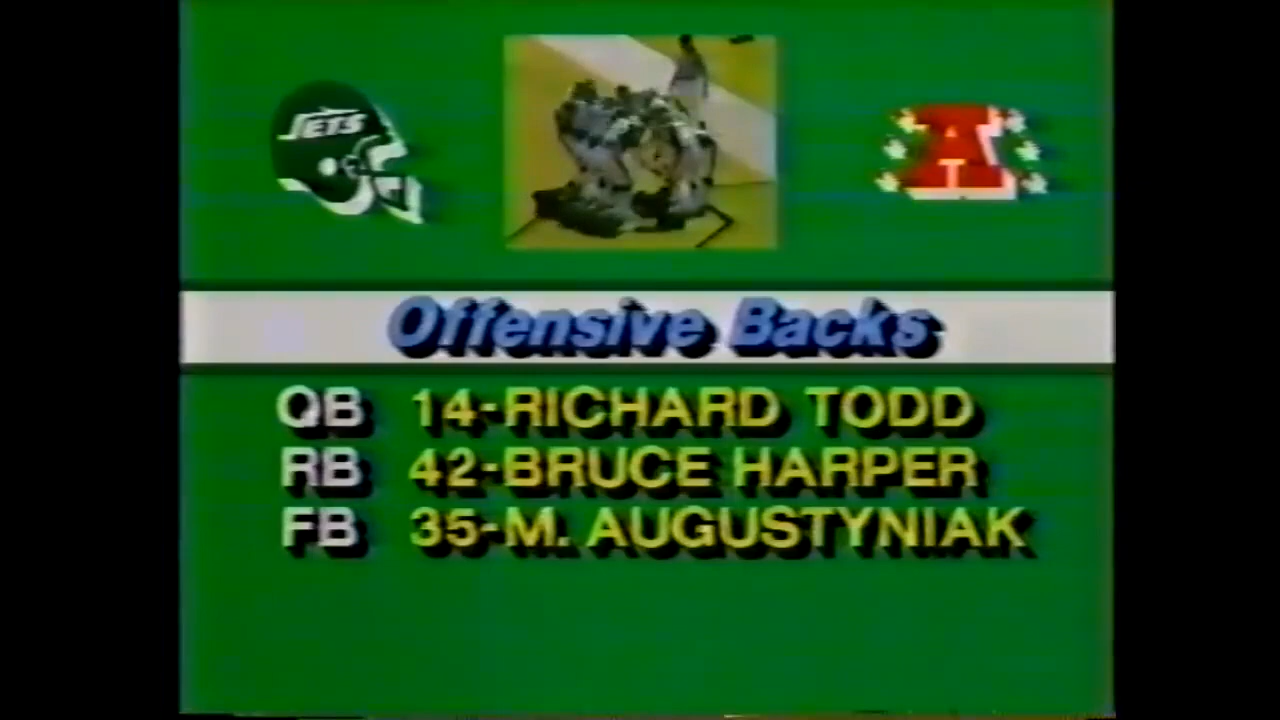 JETS
A
Offensive Backs
QB 14-RICHARD TODD
RB 42-BRUCE HARPER
FB 35-M. AUGUSTYNIAK